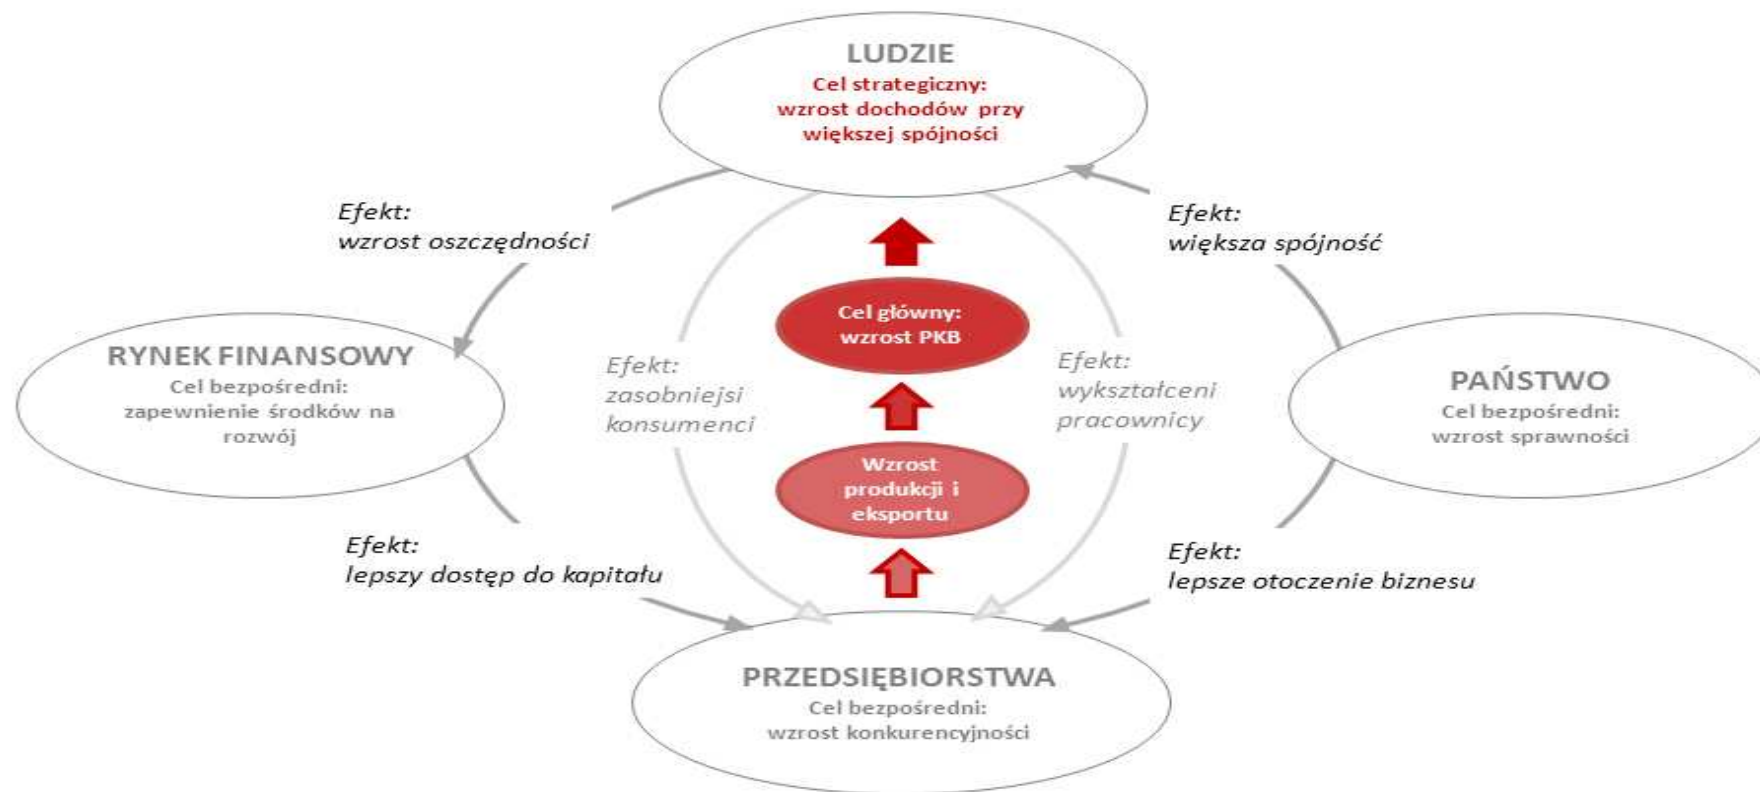 LUDZIE
Cel strategiczny:
wzrost dochodów przy
większej spójności
Efekt:
wzrost oszczędności
Efekt:
większa spójność
Cel główny:
wzrost PKB
RYNEK FINANSOWY
Cel bezpośredni:
zapewnienie środków na
rozwój
Efekt:
zasobniejsi
konsumenci
Efekt:
wykształceni
pracownicy
PAŃSTWO
Cel bezpośredni:
wzrost sprawności
Wzrost
produkcji i
eksportu
Efekt:
lepszy dostęp do kapitału
Efekt:
lepsze otoczenie biznesu
PRZEDSIĘBIORSTWA
Cel bezpośredni:
wzrost konkurencyjności